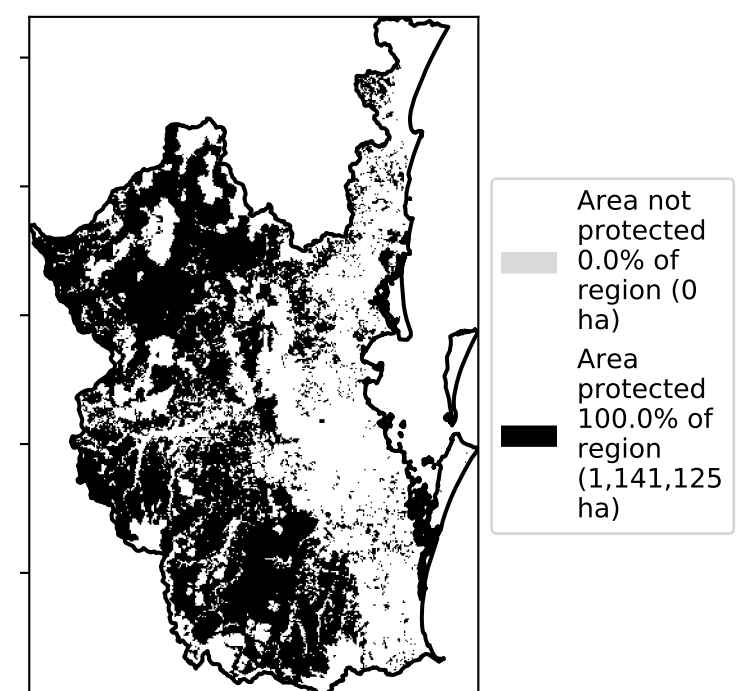 Area not
protected
0.0% of
region (0
ha)
Area
protected
100.0% of
region
(1,141,125
ha)